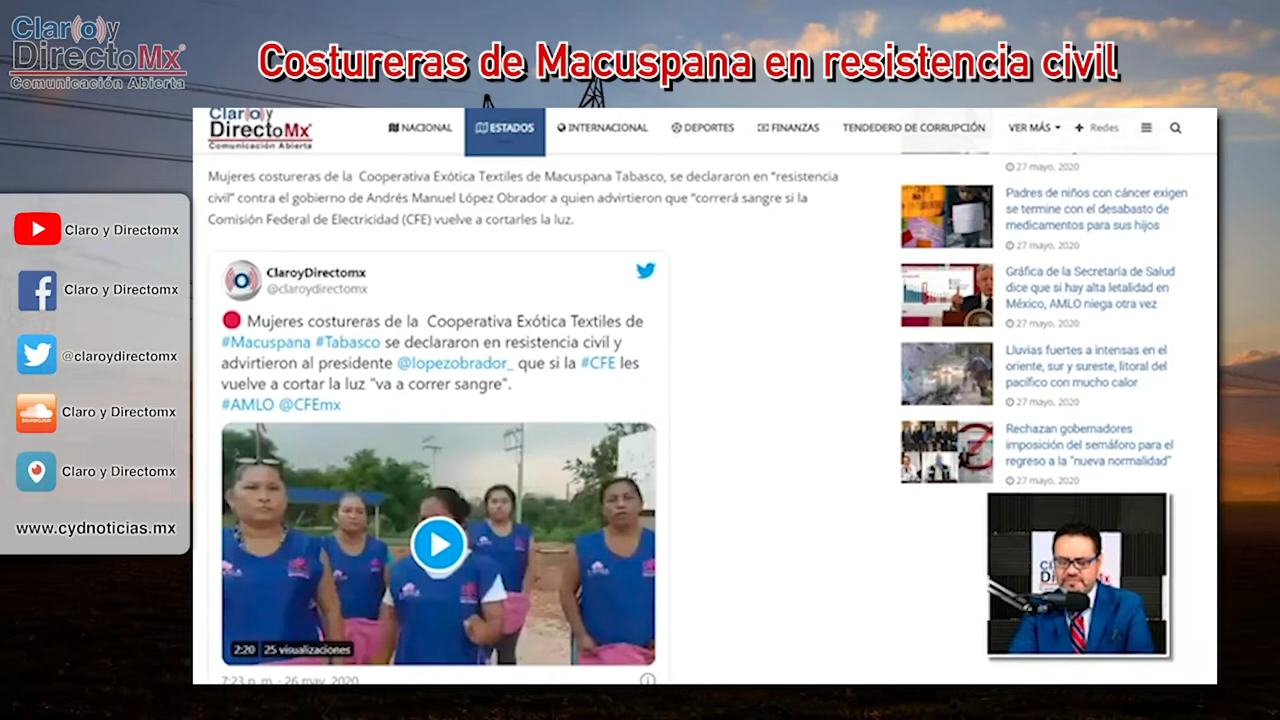 Claro y
DirectoMx
Comunicación Abierta
Costureras de Macuspana en resistencia civil
Claro y Directomx
Claro y Directomx
@claroydirectomx
SOUNDCLOUD
Claro y Directomx
Claro y Directomx
www.cydnoticias.mx
Claro y
DirectoMx
Comunicación Abierta
NACIONAL
ESTADOS
INTERNACIONAL
DEPORTES
FINANZAS
TENDEDERO DE CORRUPCIÓN
VER MÁS
Redes
Mujeres costureras de la Cooperativa Exótica Textiles de Macuspana Tabasco, se declararon en “resistencia
civil” contra el gobierno de Andrés Manuel López Obrador a quien advirtieron que “correrá sangre si la
Comisión Federal de Electricidad (CFE) vuelve a cortarles la luz.
ClaroyDirectomx
@claroydirectomx
Mujeres costureras de la Cooperativa Exótica Textiles de
#Macuspana #Tabasco se declararon en resistencia civil y
advirtieron al presidente @lopezobrador_ que si la #CFE les
vuelve a cortar la luz "va a correr sangre".
#AMLO @CFEmx
2:20
25 visualizaciones
7:23 p. m. · 26 may. 2020
27 mayo, 2020
Padres de niños con cáncer exigen
se termine con el desabasto de
medicamentos para sus hijos
27 mayo, 2020
Gráfica de la Secretaría de Salud
dice que si hay alta letalidad en
México, AMLO niega otra vez
27 mayo, 2020
Lluvias fuertes a intensas en el
oriente, sur y sureste, litoral del
pacífico con mucho calor
27 mayo, 2020
Rechazan gobernadores
imposición del semáforo para el
regreso a la “nueva normalidad”
27 mayo, 2020